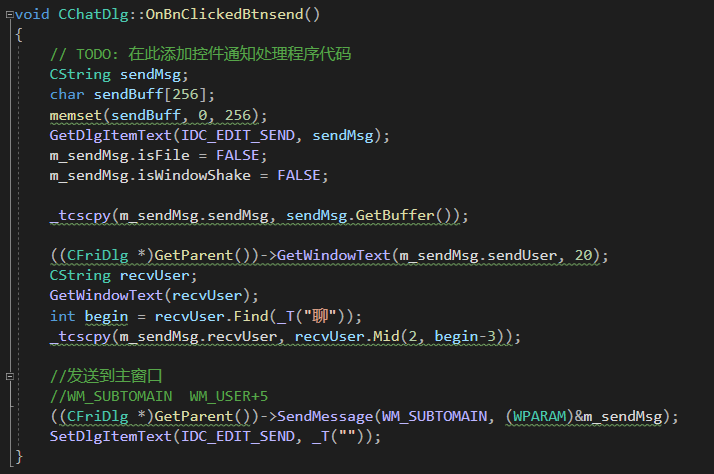 void CChatDlg::OnBnClickedBtnsend()
{
// TODO: 在此添加控件通知处理程序代码
CString sendMsg;
char sendBuff[256];
memset(sendBuff, 0, 256);
GetDlgItemText(IDC_EDIT_SEND, sendMsg);
m_sendMsg.isFile = FALSE;
m_sendMsg.isWindowShake = FALSE;
_tcscpy(m_sendMsg.sendMsg, sendMsg.GetBuffer());
((CFriDlg *)GetParent())->GetWindowText(m_sendMsg.sendUser, 20);
CString recvUser;
GetWindowText(recvUser);
int begin = recvUser.Find(_T("聊"));
_tcscpy(m_sendMsg.recvUser, recvUser.Mid(2, begin-3));
//发送到主窗口
//WM_SUBTOMAIN  WM_USER+5
((CFriDlg *)GetParent())->SendMessage(WM_SUBTOMAIN, (WPARAM)&m_sendMsg);
SetDlgItemText(IDC_EDIT_SEND, _T(""));
}